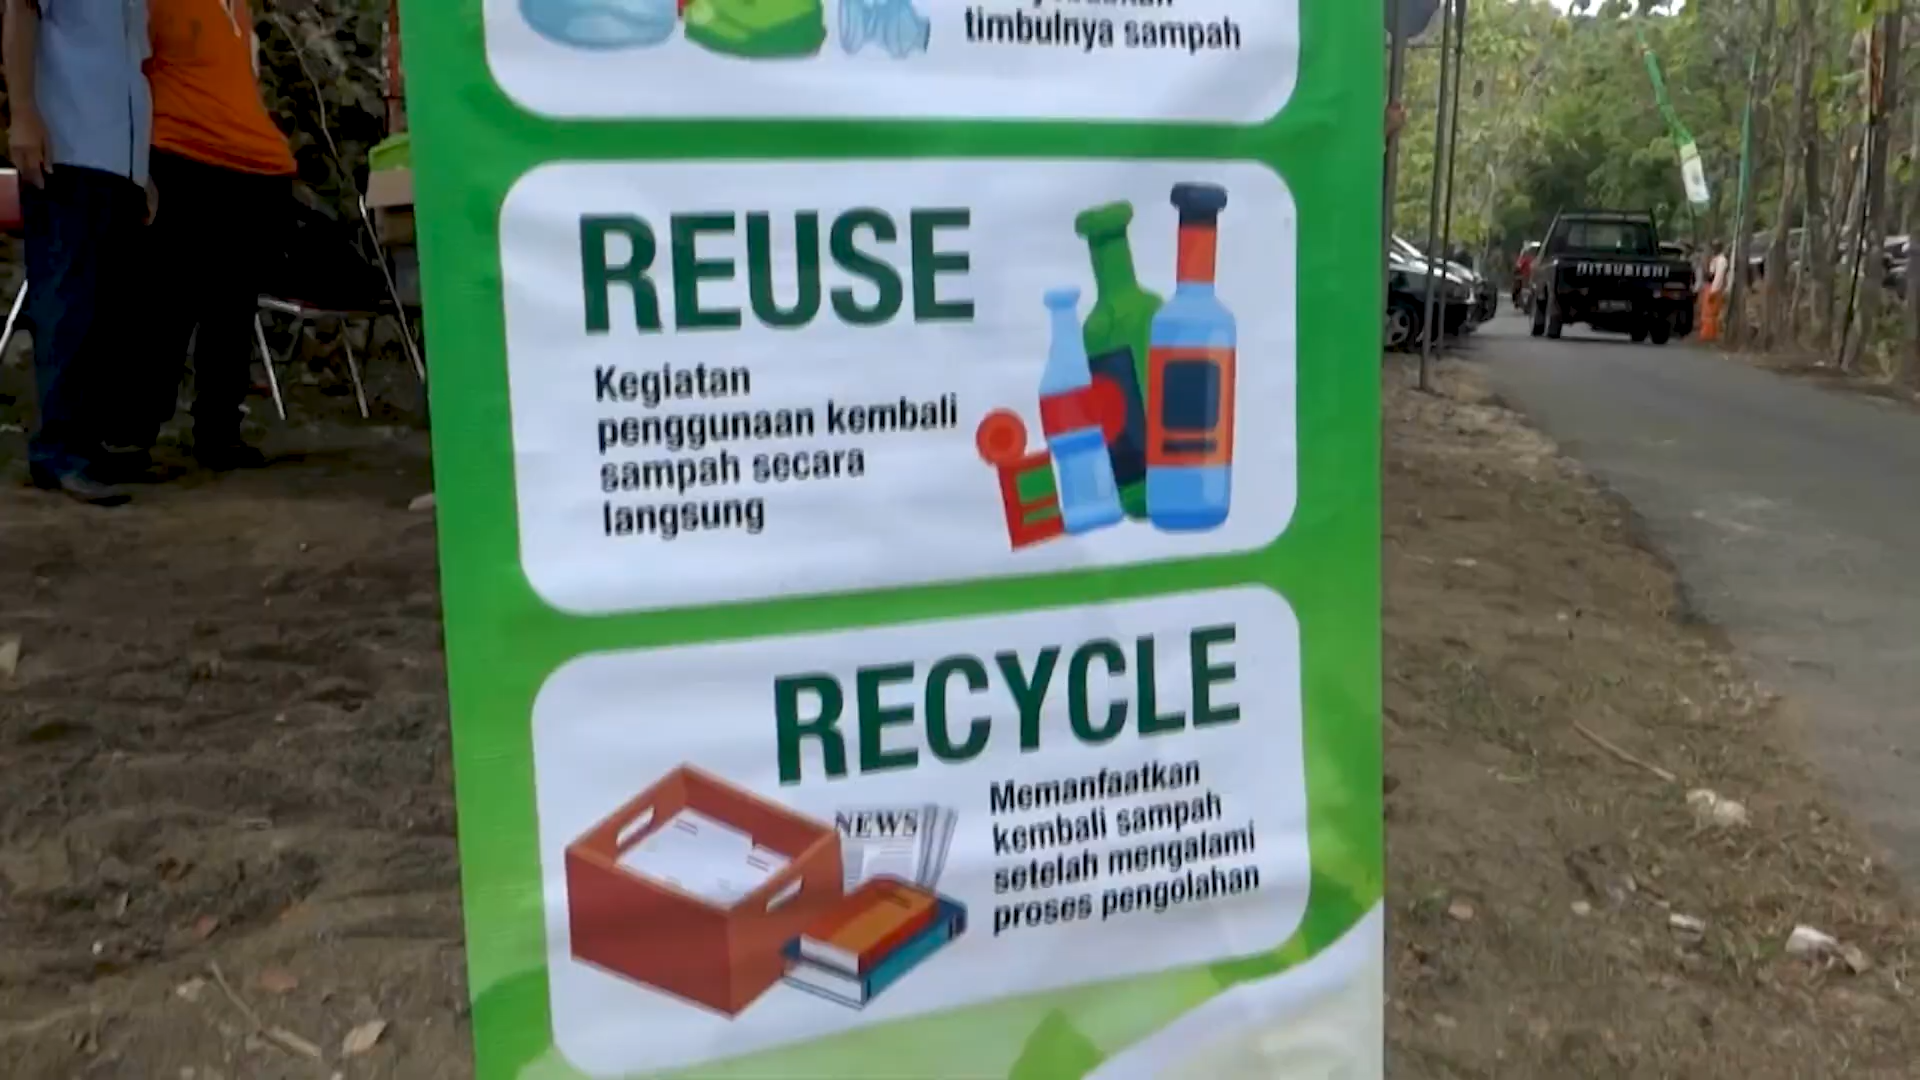 timbulnya sampah
REUSE
Kegiatan
penggunaan kembali
sampah secara
langsung
RECYCLE
NEWS
Memanfaatkan
kembali sampah
setelah mengalami
proses pengolahan
MITSUBISHI